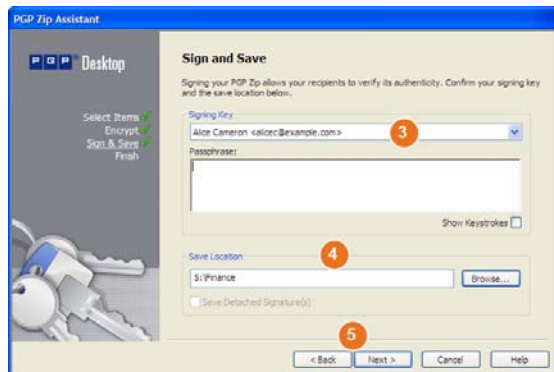 PGP Zip Assistant
PGP Desktop
Select Items
Encrypt
Sign & Save
Finish
Sign and Save
Signing your PGP Zip allows your recipients to verify its authenticity. Confirm your signing key
and the save location below.
Signing Key
3
Alice Cameron <alicec@example.com>
Passphrase:
Show Keystrokes
4
Save Location
S:\Finance
Browse...
Save Detached Signature(s)
5
< Back Next > Cancel Help